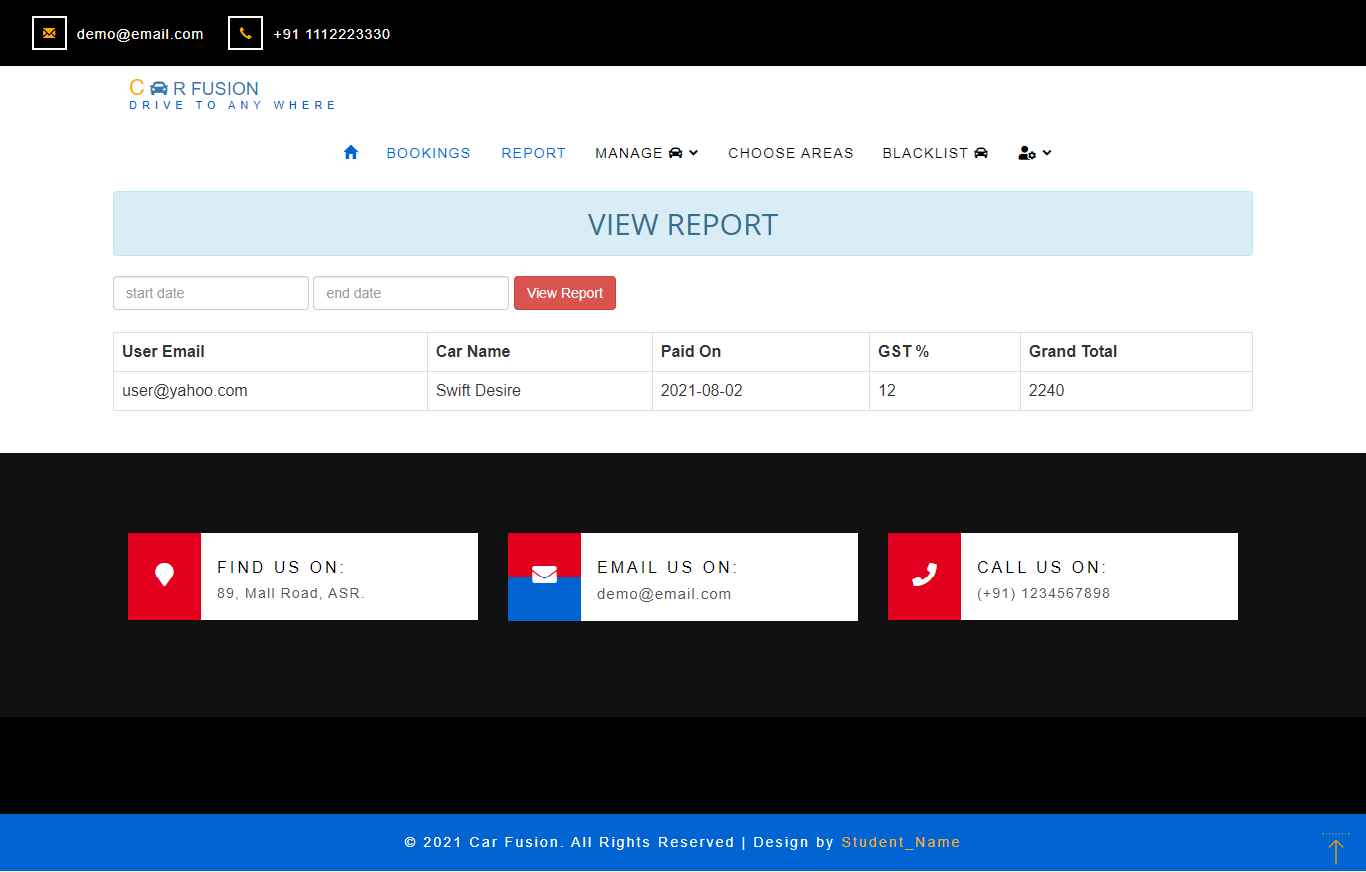 demo@email.com +91 1112223330
C R FUSION
DRIVE TO ANY WHERE
BOOKINGS REPORT MANAGE CHOOSE AREAS BLACKLIST
VIEW REPORT
start date end date View Report
User Email Car Name Paid On GST % Grand Total
user@yahoo.com Swift Desire 2021-08-02 12 2240
FIND US ON: EMAIL US ON: CALL US ON:
89, Mall Road, ASR. demo@email.com (+91) 1234567898
© 2021 Car Fusion. All Rights Reserved | Design by Student_Name